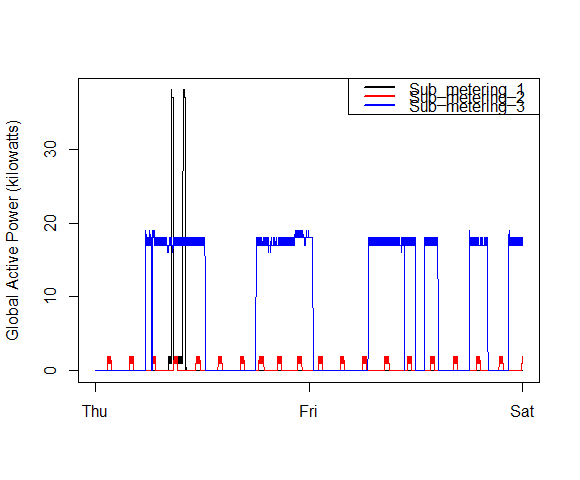 Sub_metering_1
Sub_metering_2
Sub_metering_3
Global Active Power (kilowatts)
30
20
10
0
Thu Fri Sat